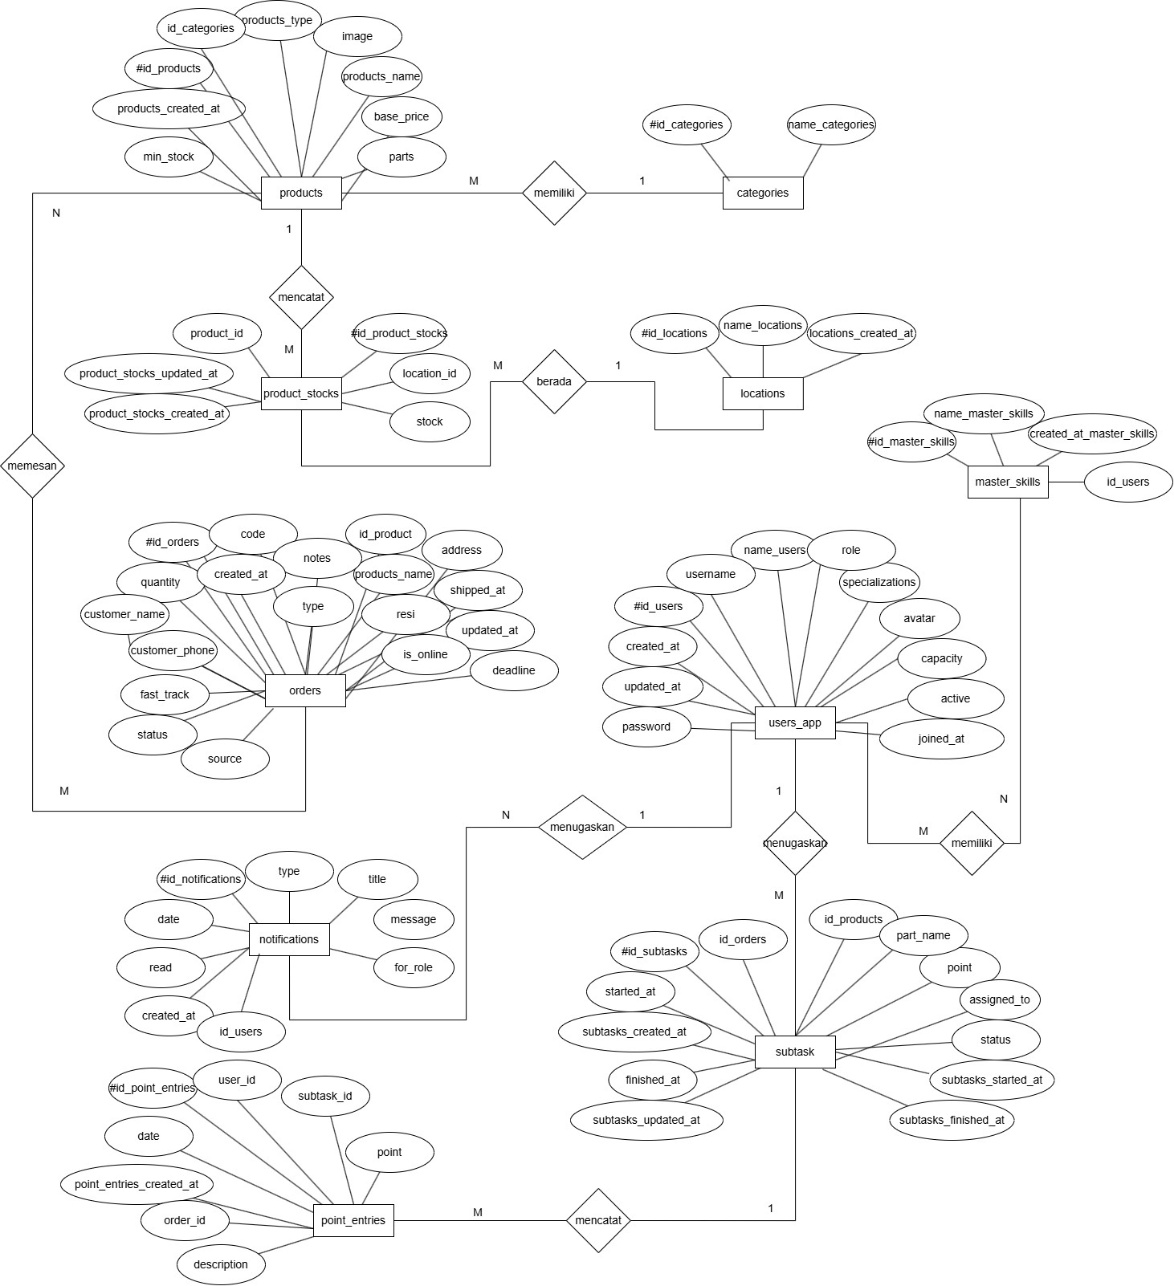 products_type
id_categories
image
#id_products
products_name
products_created_at
base_price
min_stock
parts
products
M
memiliki
1
categories
#id_categories
name_categories
N
1
mencatat
M
product_id
#id_product_stocks
product_stocks_updated_at
location_id
product_stocks_created_at
stock
product_stocks
M
berada
1
#id_locations
name_locations
locations_created_at
locations
memesan
name_master_skills
#id_master_skills
created_at_master_skills
master_skills
id_users
#id_orders
code
id_product
notes
address
quantity
created_at
products_name
shipped_at
customer_name
type
resi
updated_at
customer_phone
is_online
deadline
fast_track
orders
status
source
M
name_users
role
username
specializations
#id_users
avatar
created_at
capacity
updated_at
active
password
users_app
joined_at
N
menugaskan
1
1
menugaskan
M
M
memiliki
N
#id_notifications
type
title
date
message
notifications
read
for_role
created_at
id_users
id_products
id_orders
part_name
#id_subtasks
point
started_at
assigned_to
subtasks_created_at
status
subtask
finished_at
subtasks_started_at
subtasks_updated_at
subtasks_finished_at
#id_point_entries
user_id
subtask_id
date
point
point_entries_created_at
order_id
point_entries
description
M
mencatat
1